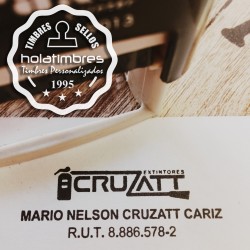 TIMBRES SELLOS
holatimbres
Timbres Personalizados
1995
EXTINTORES
CRUZATT
MARIO NELSON CRUZATT CARIZ
R.U.T. 8.886.578-2